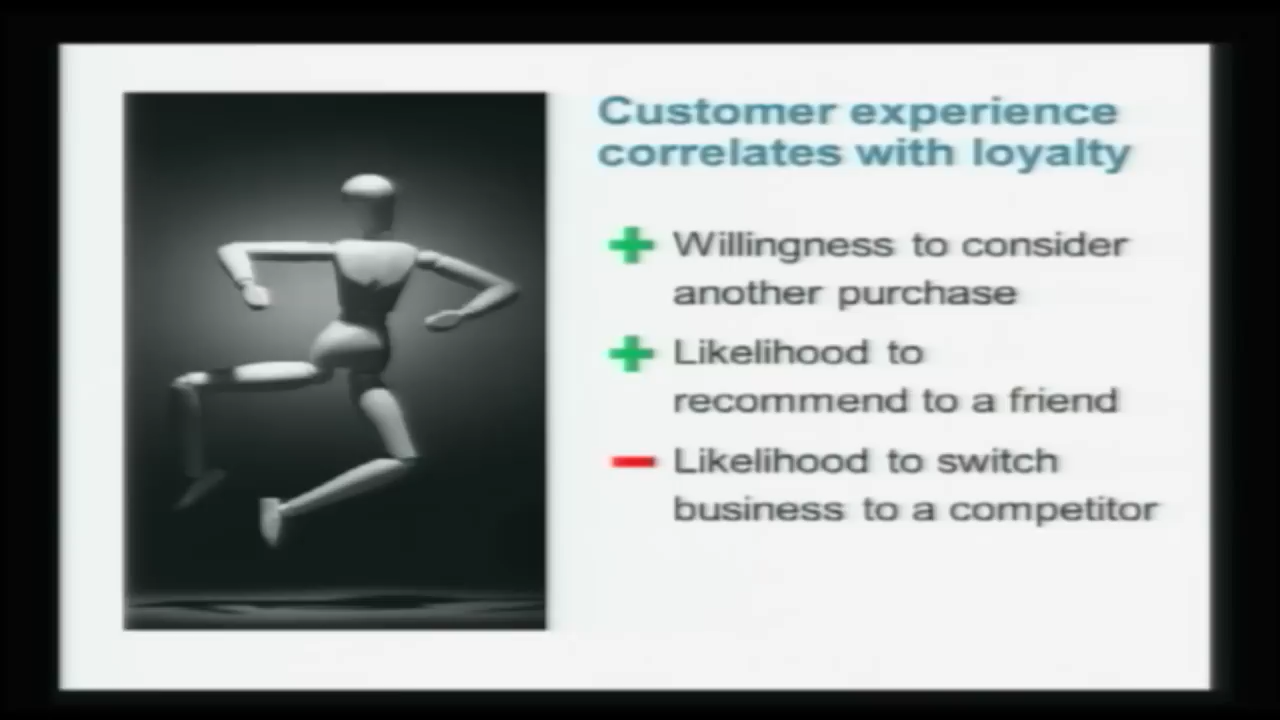 Customer experience
correlates with loyalty
Willingness to consider
another purchase
Likelihood to
recommend to a friend
Likelihood to switch
business to a competitor